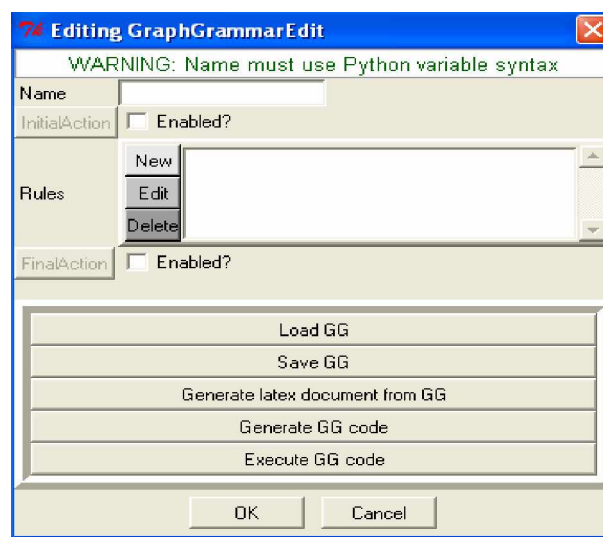 Tk Editing GraphGrammarEdit
WARNING: Name must use Python variable syntax
Name
InitialAction Enabled?
New
Rules Edit
Delete
FinalAction Enabled?
Load GG
Save GG
Generate latex document from GG
Generate GG code
Execute GG code
OK Cancel